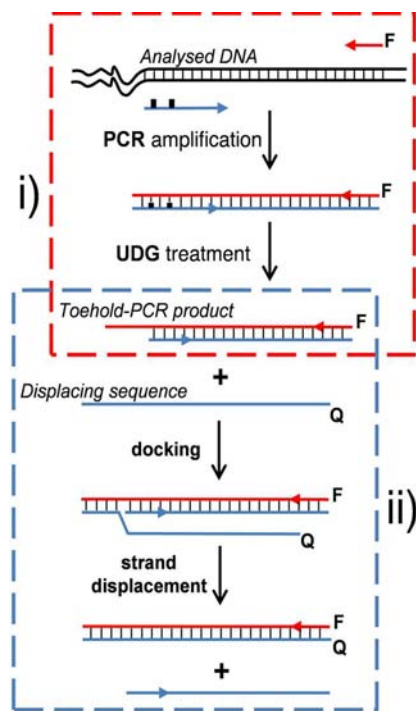 F
Analysed DNA
PCR amplification
i)
F
UDG treatment
Toehold-PCR product
F
+
Displacing sequence
Q
docking
F
ii)
Q
strand
displacement
F
Q
+